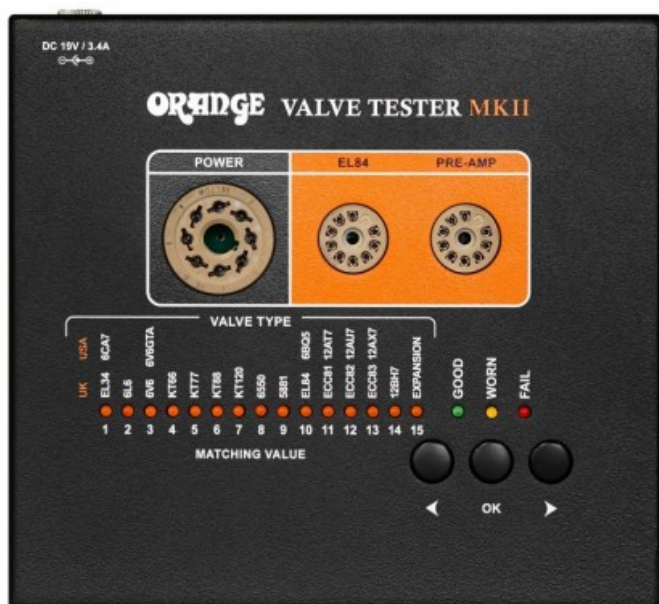 DC 19V / 3.4A
ORANGE VALVE TESTER MKII
POWER EL84 PRE-AMP
VALVE TYPE
USA 6CA7 6V6GTA 6BQ5 12AT7 12AU7 12AX7
UK EL34 6L6 6V6 KT66 KT77 KT88 KT120 6550 5881 EL84 ECC81 ECC82 ECC83 12BH7 EXPANSION
GOOD WORN FAIL
1 2 3 4 5 6 7 8 9 10 11 12 13 14 15
MATCHING VALUE
OK